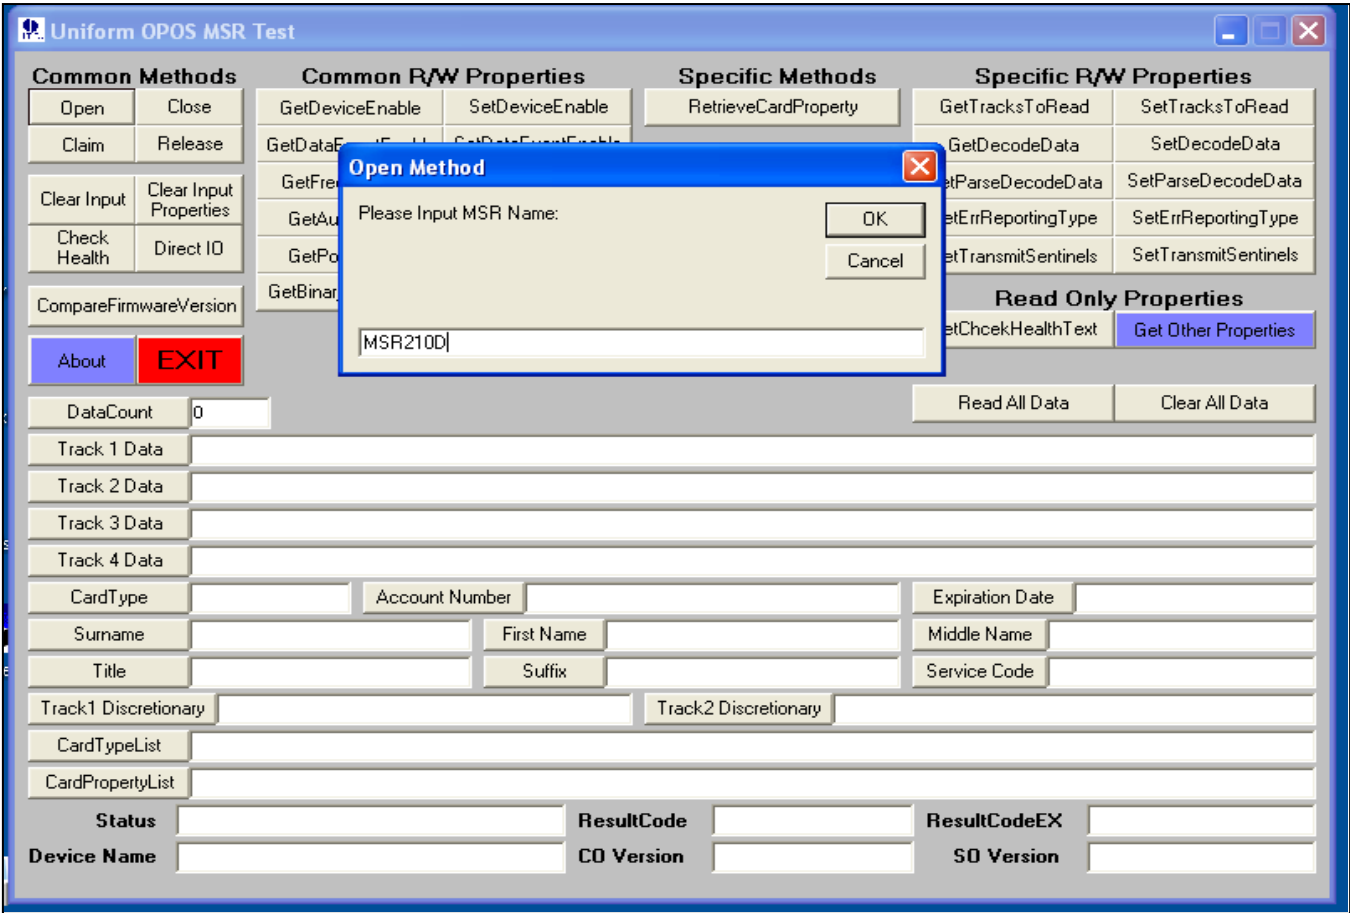 Uniform OPOS MSR Test
Common Methods
Common R/W Properties
Specific Methods
Specific R/W Properties
Open
Close
GetDeviceEnable
SetDeviceEnable
RetrieveCardProperty
GetTracksToRead
SetTracksToRead
Claim
Release
GetDecodeData
SetDecodeData
Open Method
Clear Input
Clear Input Properties
etParseDecodeData
SetParseDecodeData
Please Input MSR Name:
OK
etErrReportingType
SetErrReportingType
Check Health
Direct IO
GetPo
Cancel
etTransmitSentinels
SetTransmitSentinels
GetBinar
CompareFirmwareVersion
Read Only Properties
MSR210D
etChcekHealthText
Get Other Properties
About
EXIT
DataCount
0
Read All Data
Clear All Data
Track 1 Data
Track 2 Data
Track 3 Data
Track 4 Data
CardType
Account Number
Expiration Date
Surname
First Name
Middle Name
Title
Suffix
Service Code
Track1 Discretionary
Track2 Discretionary
CardTypeList
CardPropertyList
Status
ResultCode
ResultCodeEX
Device Name
CO Version
SO Version